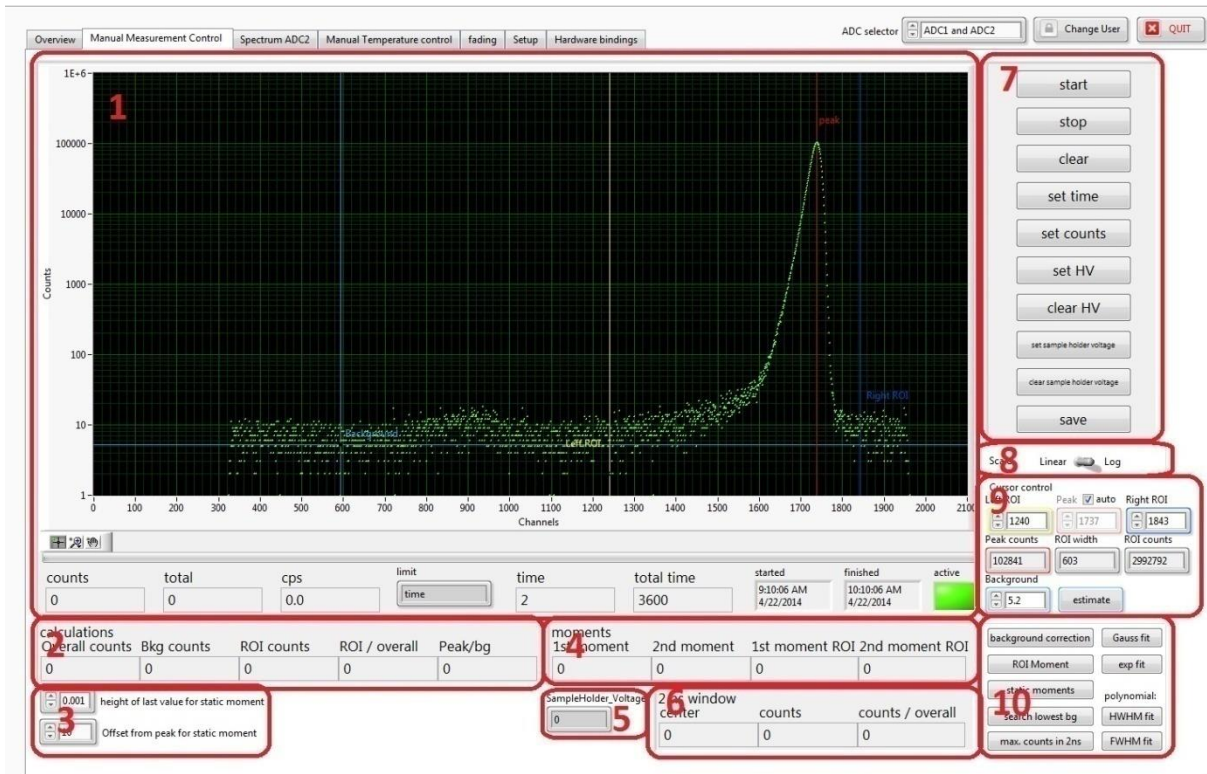 ADC selector ADC1 and ADC2 Change User QUIT
Overview Manual Measurement Control Spectrum ADC2 Manual Temperature control fading Setup Hardware bindings
1
1E+6
100000
10000
1000
100
10
1
Counts
peak
Right ROI
Background
Left ROI
0 100 200 300 400 500 600 700 800 900 1000 1100 1200 1300 1400 1500 1600 1700 1800 1900 2000 2100
Channels
counts total cps limit time total time started finished active
0 0 0.0 time 2 3600 9:10:06 AM 10:10:06 AM
4/22/2014 4/22/2014
7
start
stop
clear
set time
set counts
set HV
clear HV
set sample holder voltage
clear sample holder voltage
save
8
Linear Log
9
Cursor control
Left ROI Peak auto Right ROI
1240 1737 1843
Peak counts ROI width ROI counts
102841 603 2992792
Background
5.2 estimate
2
calculations
Overall counts Bkg counts ROI counts ROI / overall Peak/bg
0 0 0 0 0
4
moments
1st moment 2nd moment 1st moment ROI 2nd moment ROI
0 0 0 0
3
0.001 height of last value for static moment
Offset from peak for static moment
5
SampleHolder_Voltage
0
6
window
center counts counts / overall
0 0 0
10
background correction Gauss fit
ROI Moment exp fit
static moments polynomial:
search lowest bg HWHM fit
max. counts in 2ns FWHM fit